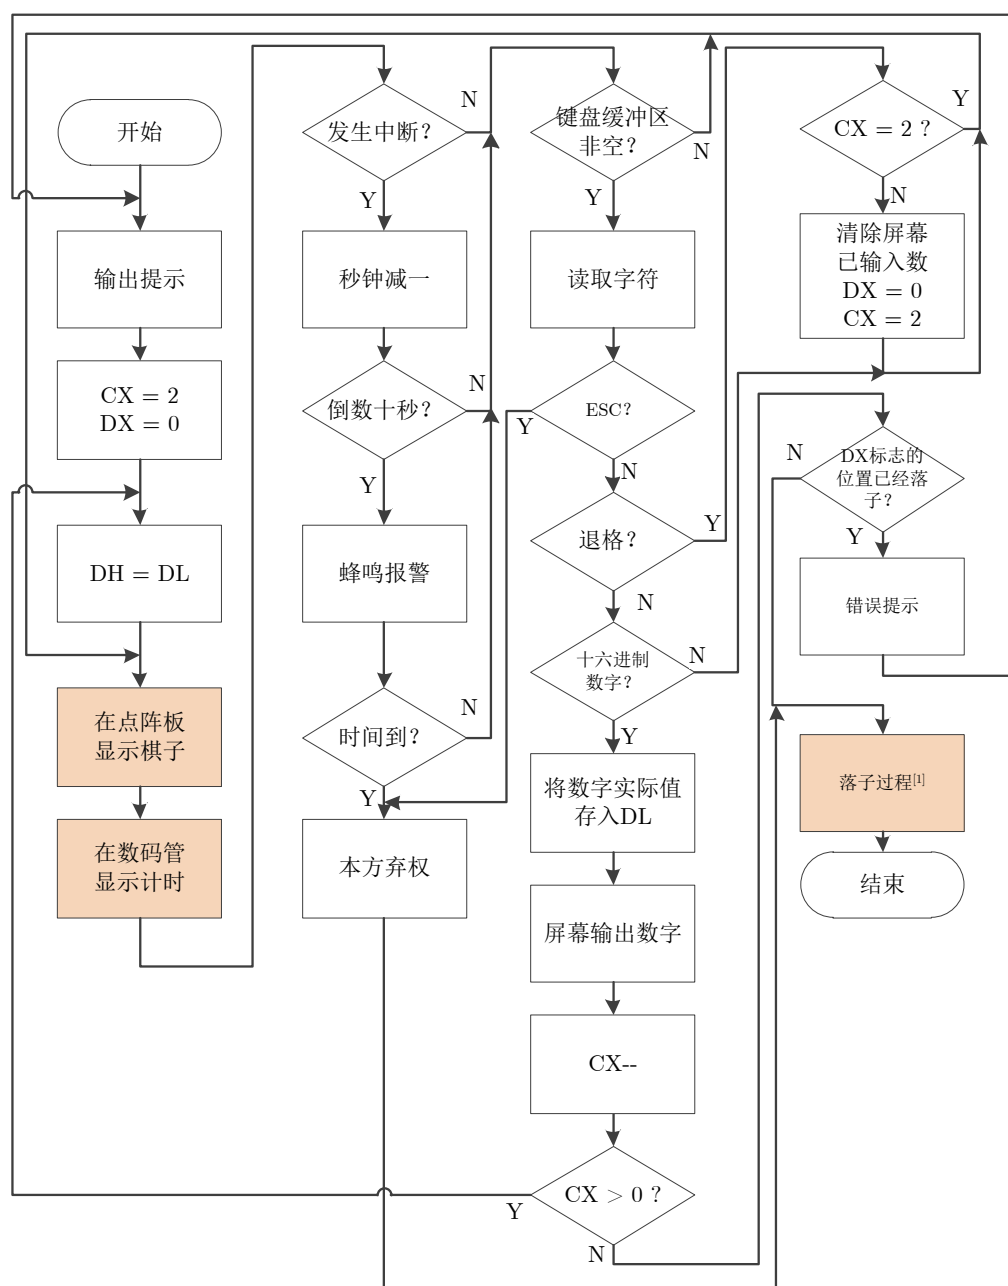 开始
输出提示
CX = 2
DX = 0
DH = DL
在点阵板
显示棋子
在数码管
显示计时
发生中断?
N
Y
秒钟减一
倒数十秒?
N
Y
蜂鸣报警
时间到?
N
Y
本方弃权
键盘缓冲区
非空?
N
Y
读取字符
ESC?
Y
N
退格?
Y
N
十六进制
数字?
N
Y
将数字实际值
存入DL
屏幕输出数字
CX--
CX > 0 ?
Y
N
CX = 2 ?
Y
N
清除屏幕
已输入数
DX = 0
CX = 2
DX标志的
位置已经落
子?
N
Y
错误提示
落子过程[1]
结束